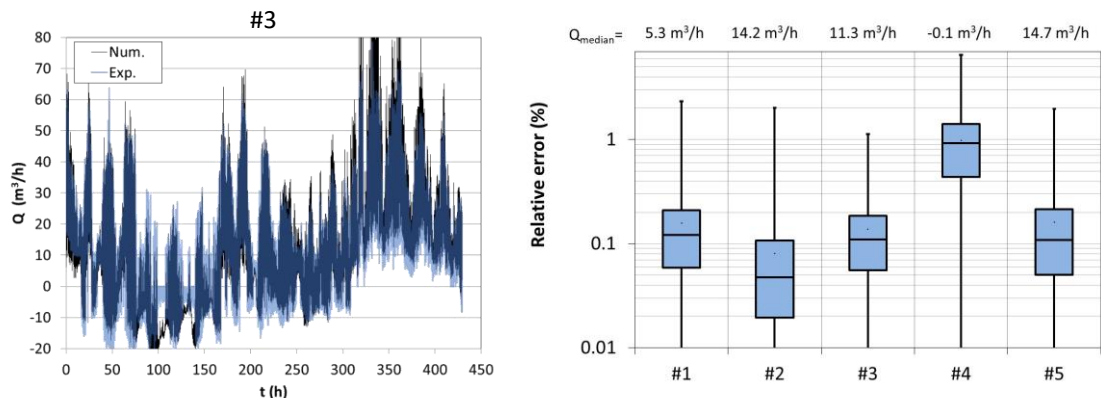 #3
Num.
Exp.
80
70
60
50
40
30
20
10
0
-10
-20
Q (m³/h)
0 50 100 150 200 250 300 350 400 450
t (h)
Qmedian= 5.3 m³/h 14.2 m³/h 11.3 m³/h -0.1 m³/h 14.7 m³/h
Relative error (%)
1
0.1
0.01
#1 #2 #3 #4 #5